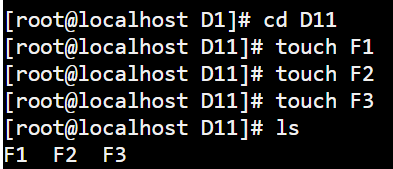 [root@localhost D1]# cd D11
[root@localhost D11]# touch F1
[root@localhost D11]# touch F2
[root@localhost D11]# touch F3
[root@localhost D11]# ls
F1  F2  F3